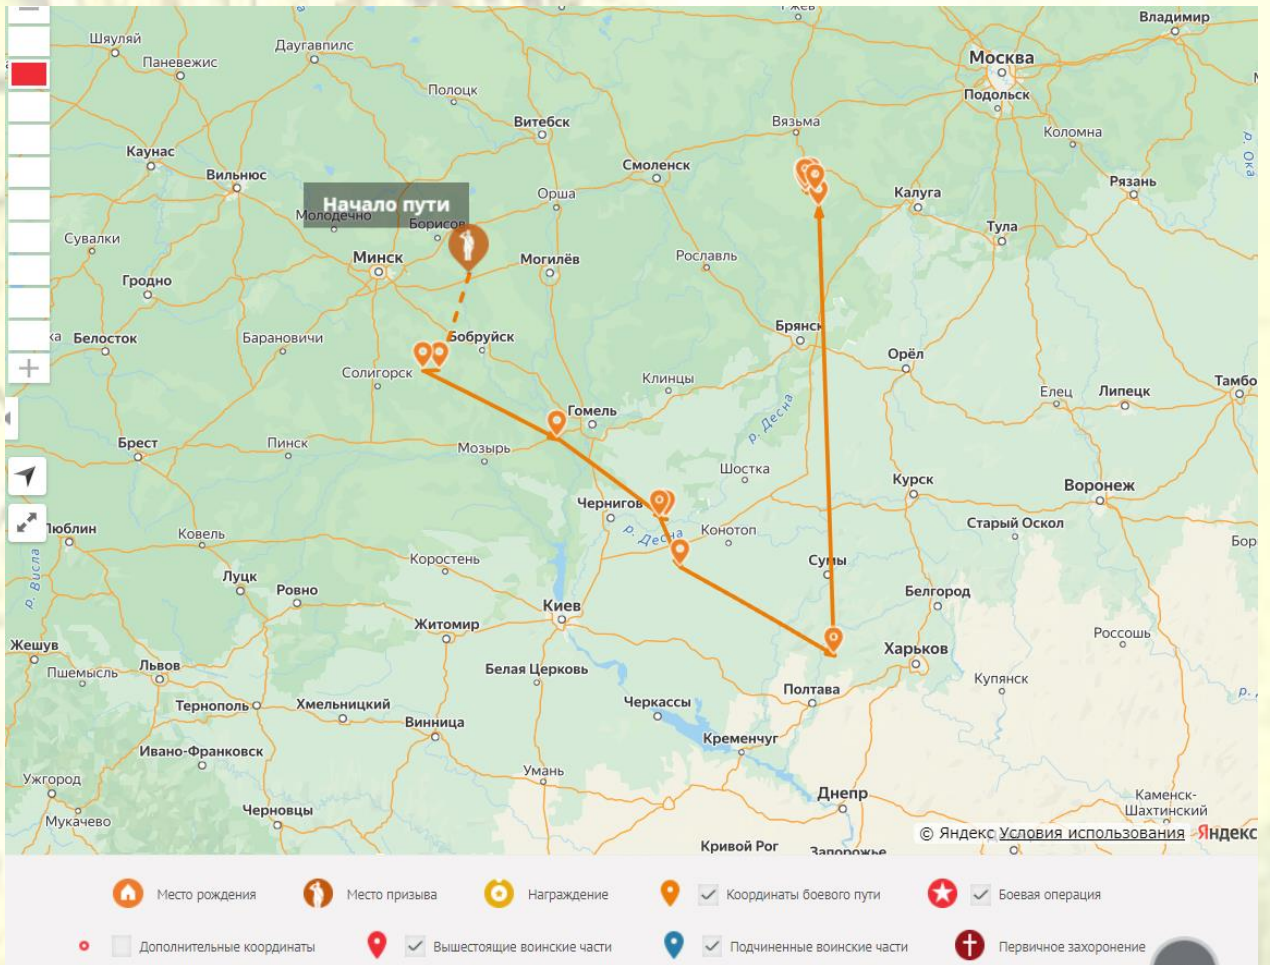 Ржев
Владимир
Шяуляй
Даугавпилс
Паневежис
Москва
Полоцк
Подольск
Витебск
Вязьма
Коломна
р. Ока
Каунас
Вильнюс
Смоленск
Рязань
Орша
Калуга
Начало пути
Молодечно
Борисов
Тула
Сувалки
Минск
Могилёв
Рославль
Гродно
Брянск
Белосток
Барановичи
Бобруйск
Орёл
Солигорск
Клинцы
Елец
Липецк
Тамбо
Гомель
р. Десна
Брест
Пинск
Мозырь
Шостка
Курск
Воронеж
Чернигов
Старый Оскол
Люблин
Ковель
р. Десна
Конотоп
Бор
Коростень
Сумы
р. Висла
Луцк
Ровно
Киев
Белгород
Житомир
Россошь
Жешув
Харьков
Пшемысль
Львов
Белая Церковь
Купянск
Полтава
р.
Тернополь
Хмельницкий
Черкассы
Винница
Кременчуг
Ивано-Франковск
Ужгород
Умань
Днепр
Каменск-
Шахтинский
Мукачево
Черновцы
© Яндекс Условия использования Яндекс
Кривой Рог
Запорожье
Место рождения
Место призыва
Награждение
Координаты боевого пути
Боевая операция
Дополнительные координаты
Вышестоящие воинские части
Подчиненные воинские части
Первичное захоронение